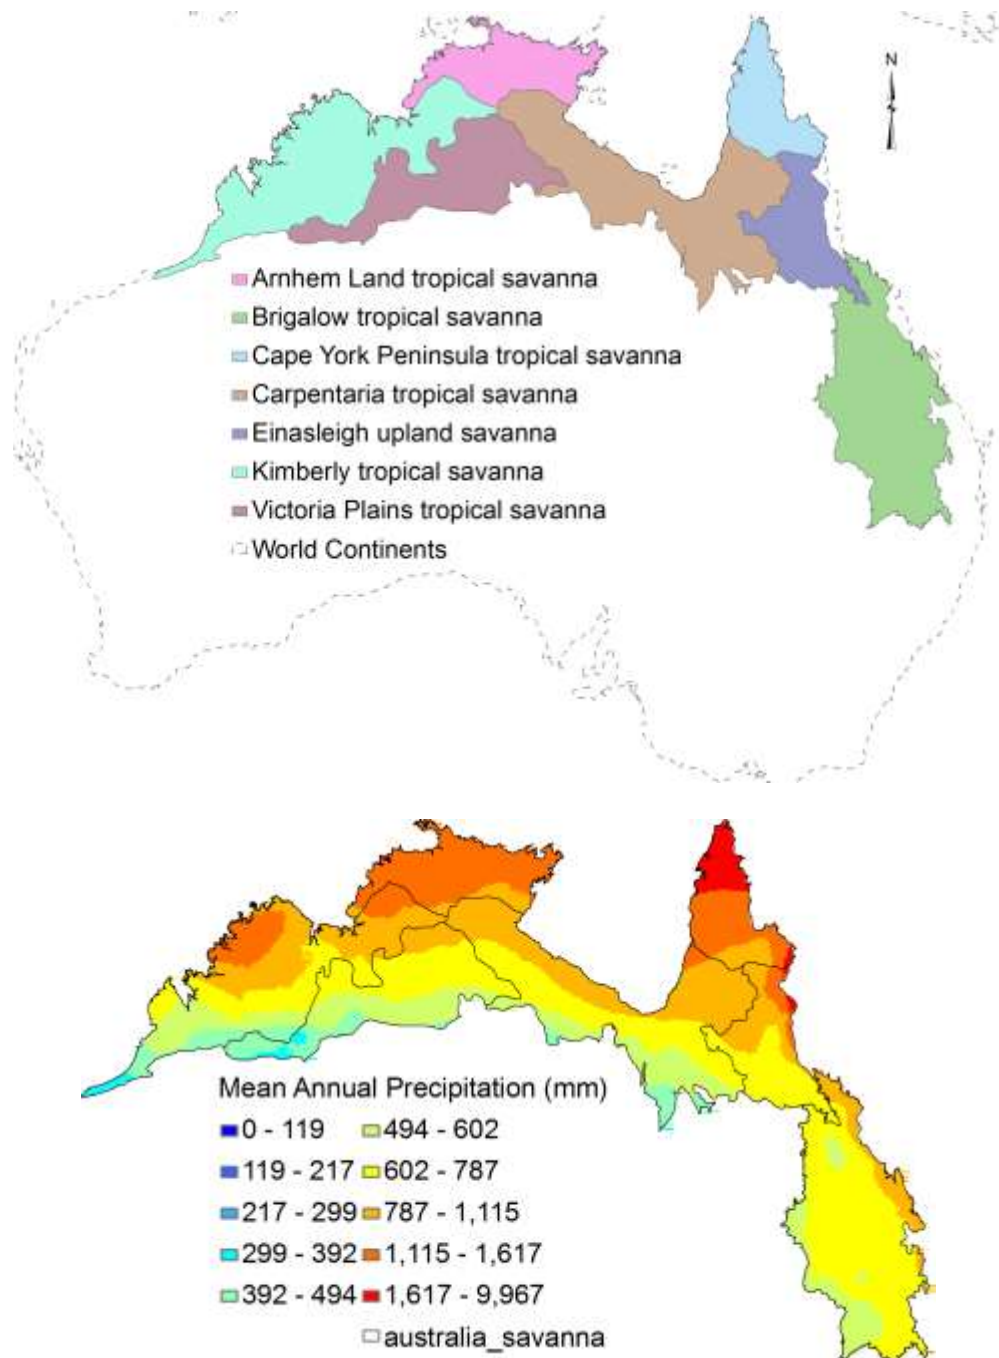 N
Arnhem Land tropical savanna
Brigalow tropical savanna
Cape York Peninsula tropical savanna
Carpentaria tropical savanna
Einasleigh upland savanna
Kimberly tropical savanna
Victoria Plains tropical savanna
World Continents
Mean Annual Precipitation (mm)
0 - 119 494 - 602
119 - 217 602 - 787
217 - 299 787 - 1,115
299 - 392 1,115 - 1,617
392 - 494 1,617 - 9,967
australia_savanna